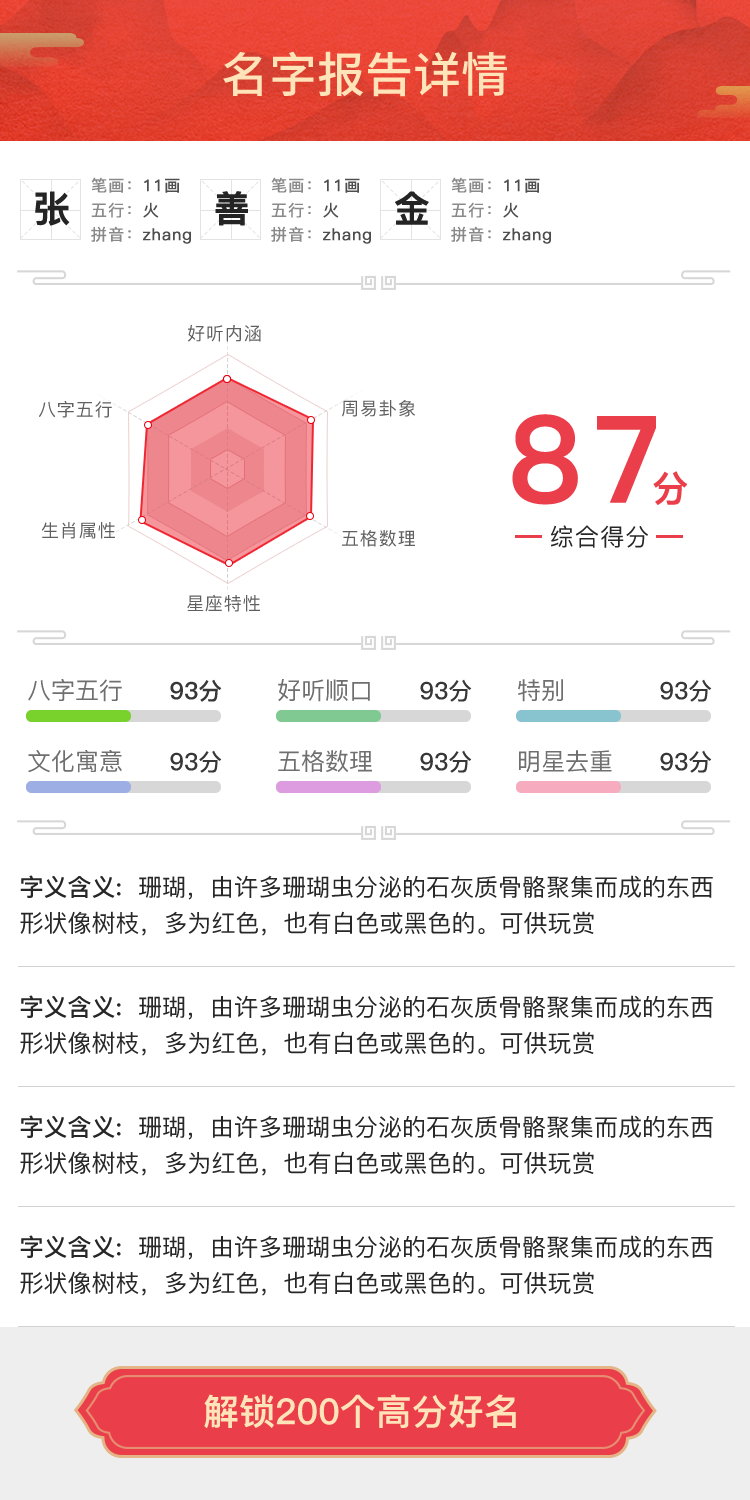 名字报告详情
张
笔画：11画
五行：火
拼音：zhang
善
笔画：11画
五行：火
拼音：zhang
金
笔画：11画
五行：火
拼音：zhang
好听内涵
八字五行
周易卦象
生肖属性
五格数理
星座特性
87分
综合得分
八字五行 93分
好听顺口 93分
特别 93分
文化寓意 93分
五格数理 93分
明星去重 93分
字义含义：珊瑚，由许多珊瑚虫分泌的石灰质骨骼聚集而成的东西
形状像树枝，多为红色，也有白色或黑色的。可供玩赏
字义含义：珊瑚，由许多珊瑚虫分泌的石灰质骨骼聚集而成的东西
形状像树枝，多为红色，也有白色或黑色的。可供玩赏
字义含义：珊瑚，由许多珊瑚虫分泌的石灰质骨骼聚集而成的东西
形状像树枝，多为红色，也有白色或黑色的。可供玩赏
字义含义：珊瑚，由许多珊瑚虫分泌的石灰质骨骼聚集而成的东西
形状像树枝，多为红色，也有白色或黑色的。可供玩赏
解锁200个高分好名